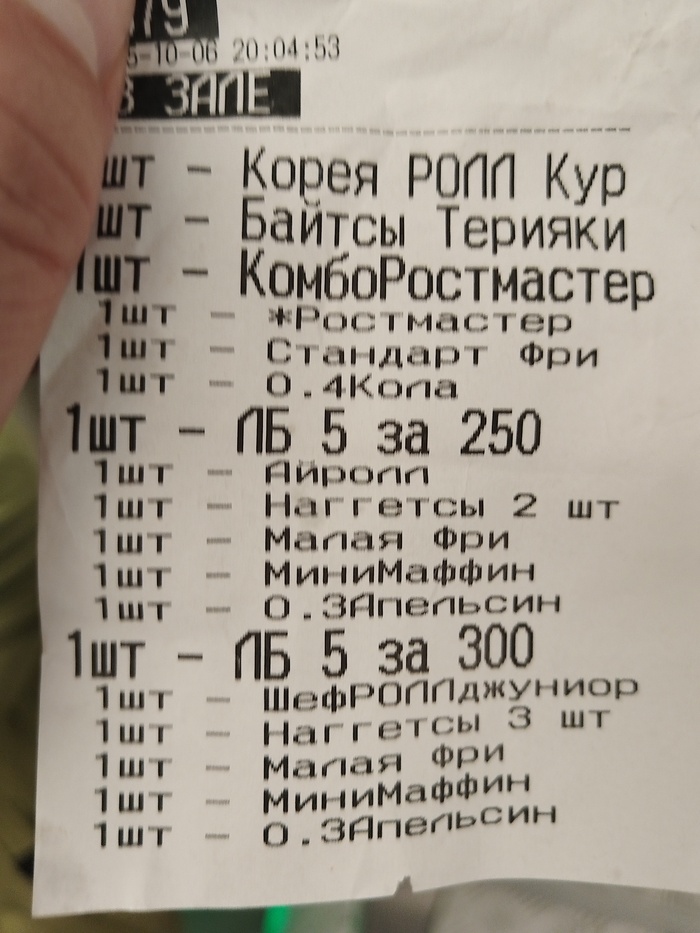 5-10-06 20:04:53
В ЗАЛЕ
шт - Корея РОЛЛ Кур
шт - Байтсы Терияки
1шт - КомбоРостмастер
1шт - *Ростмастер
1шт - Стандарт Фри
1шт - 0.4Кола
1шт - ЛБ 5 за 250
1шт - Айролл
1шт - Наггетсы 2 шт
1шт - Малая Фри
1шт - МиниМаффин
1шт - 0.3Апельсин
1шт - ЛБ 5 за 300
1шт - ШефРОЛЛджуниор
1шт - Наггетсы 3 шт
1шт - Малая Фри
1шт - МиниМаффин
1шт - 0.3Апельсин